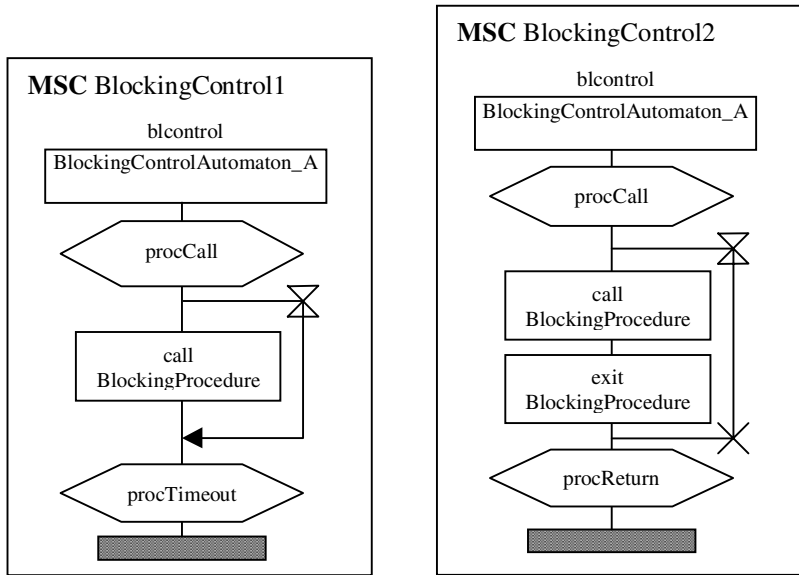 MSC BlockingControl1
blcontrol
BlockingControlAutomaton_A
procCall
call
BlockingProcedure
procTimeout
MSC BlockingControl2
blcontrol
BlockingControlAutomaton_A
procCall
call
BlockingProcedure
exit
BlockingProcedure
procReturn